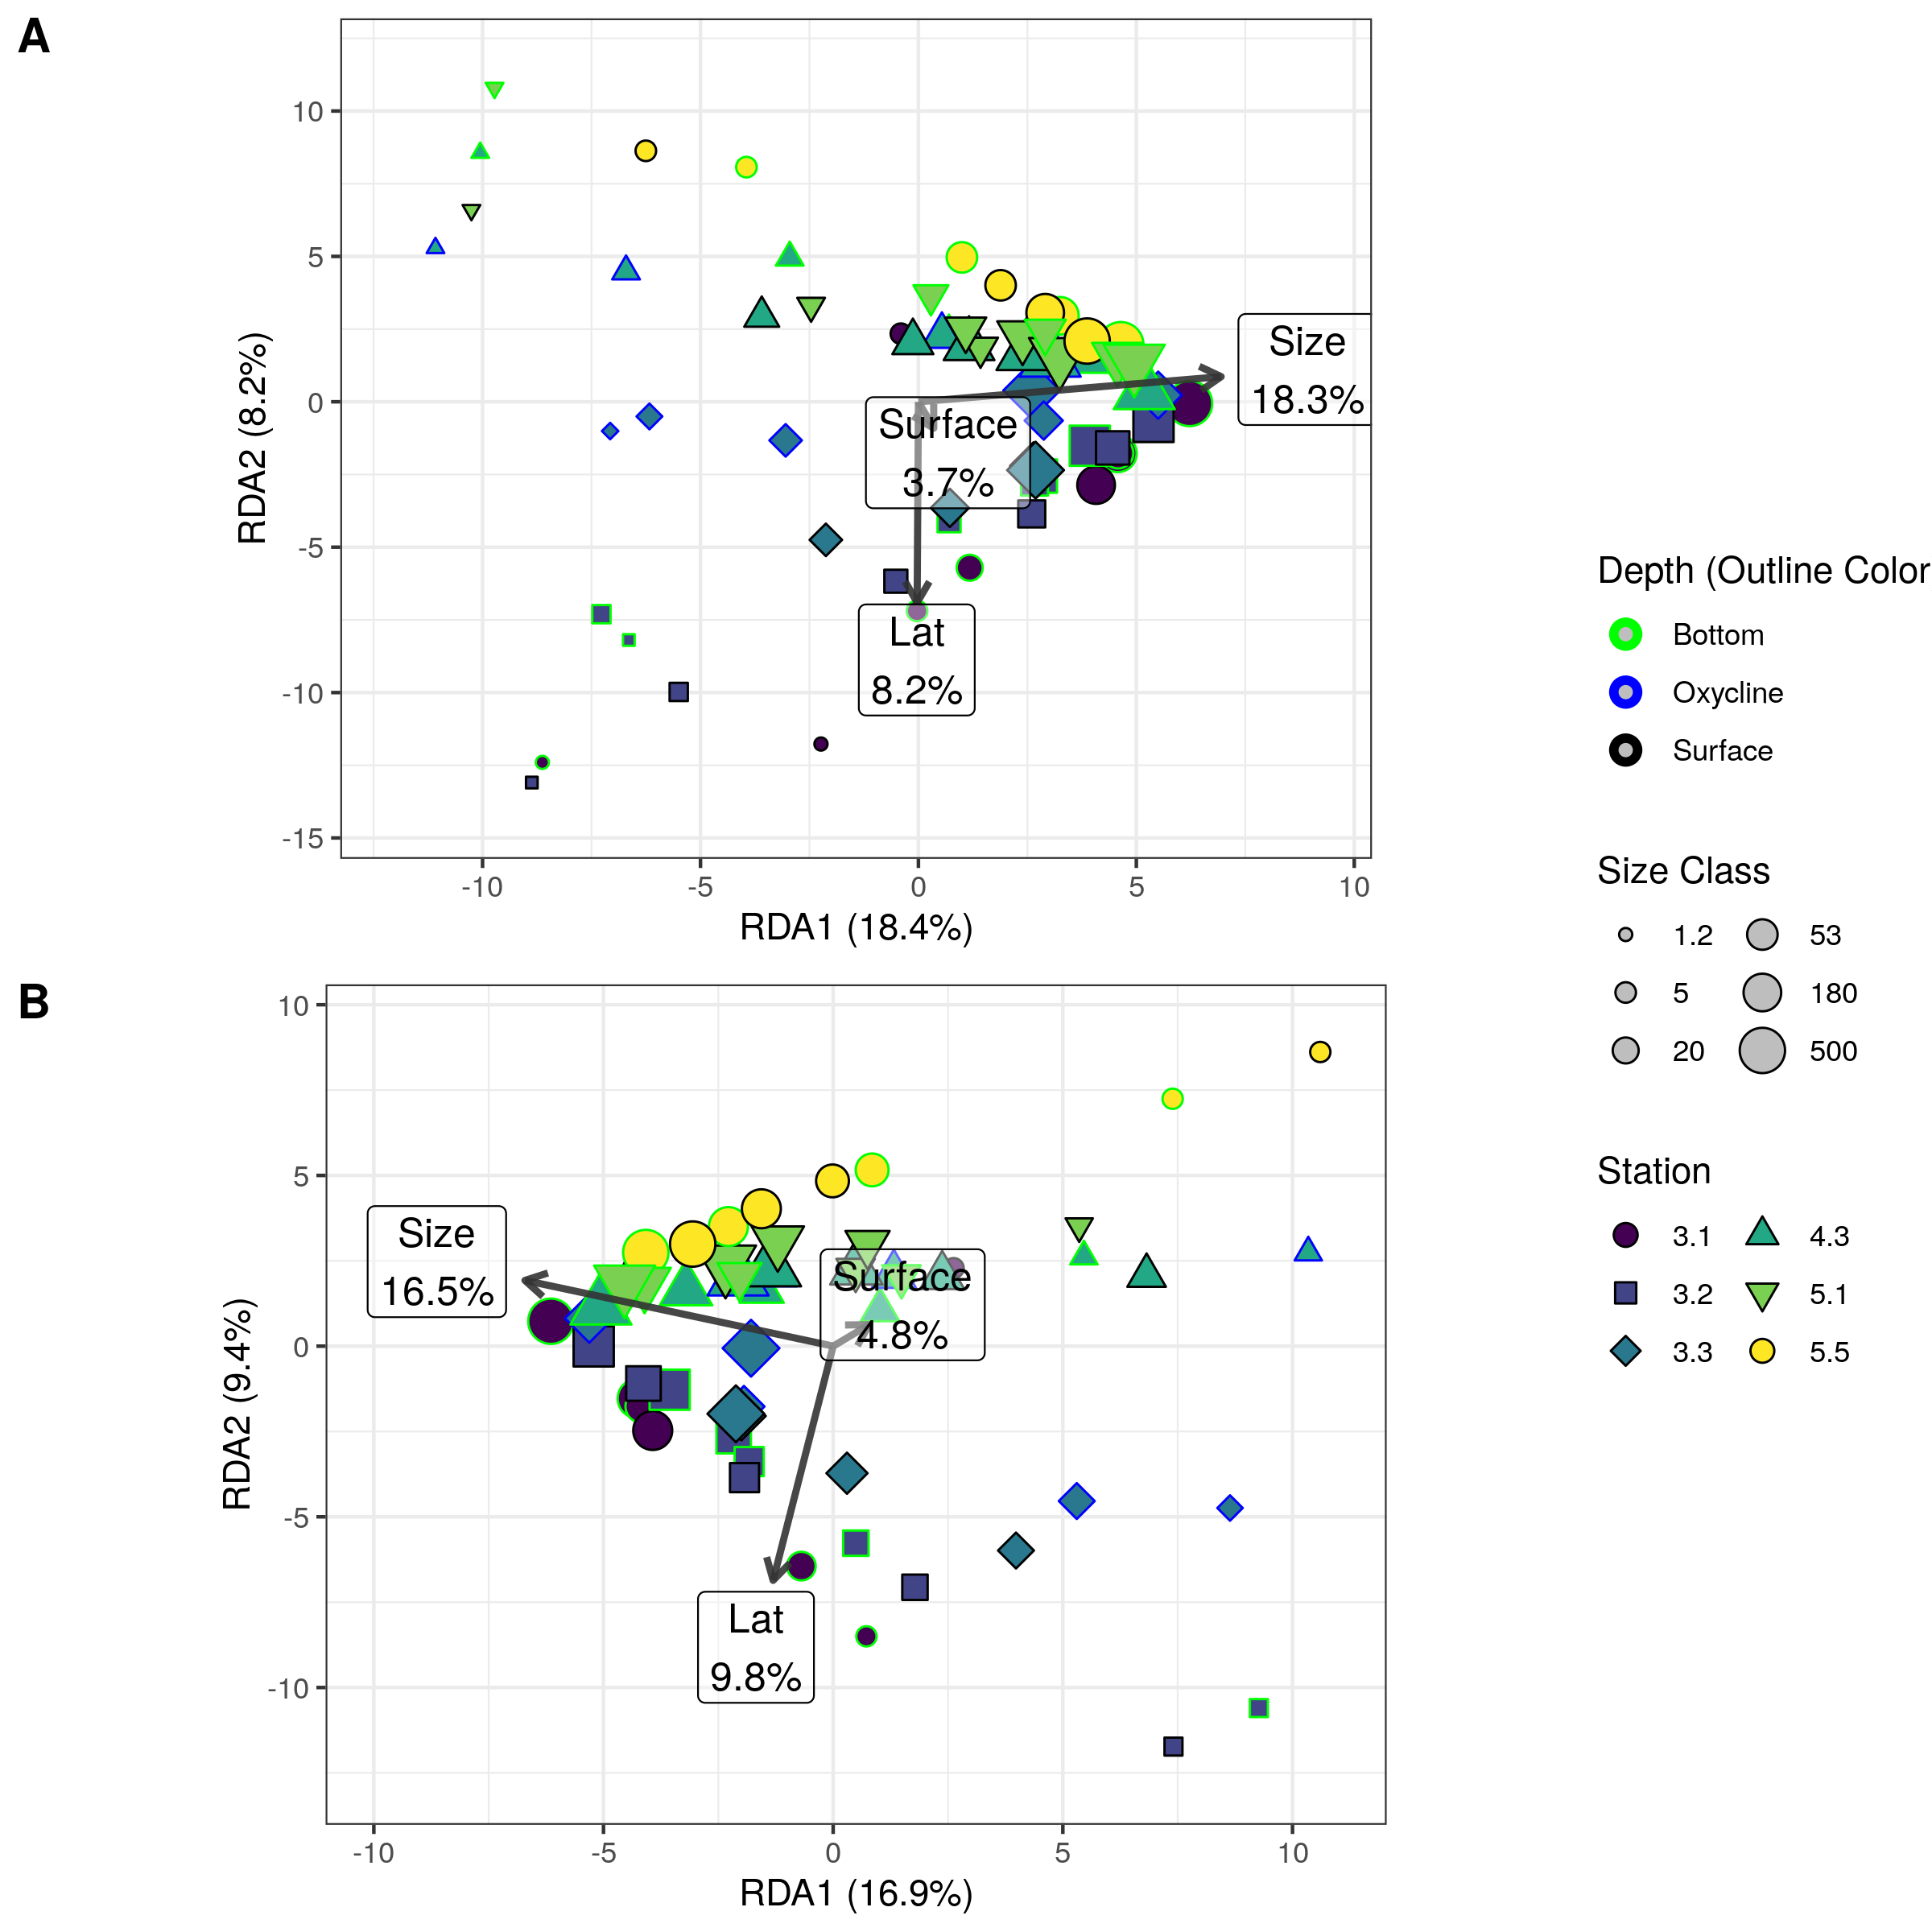 A
10
5
0
-5
-10
-15
RDA2 (8.2%)
Size
18.3%
Surface
3.7%
Lat
8.2%
-10
-5
0
5
10
RDA1 (18.4%)
B
10
5
0
-5
-10
RDA2 (9.4%)
Size
16.5%
Surface
4.8%
Lat
9.8%
-10
-5
0
5
10
RDA1 (16.9%)
Depth (Outline Color
Bottom
Oxycline
Surface
Size Class
1.2 53
5 180
20 500
Station
3.1 4.3
3.2 5.1
3.3 5.5